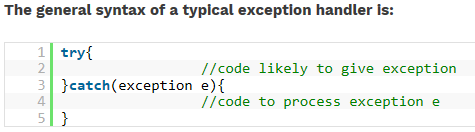 The general syntax of a typical exception handler is:
1 try{
2 //code likely to give exception
3 }catch(exception e){
4 //code to process exception e
5 }